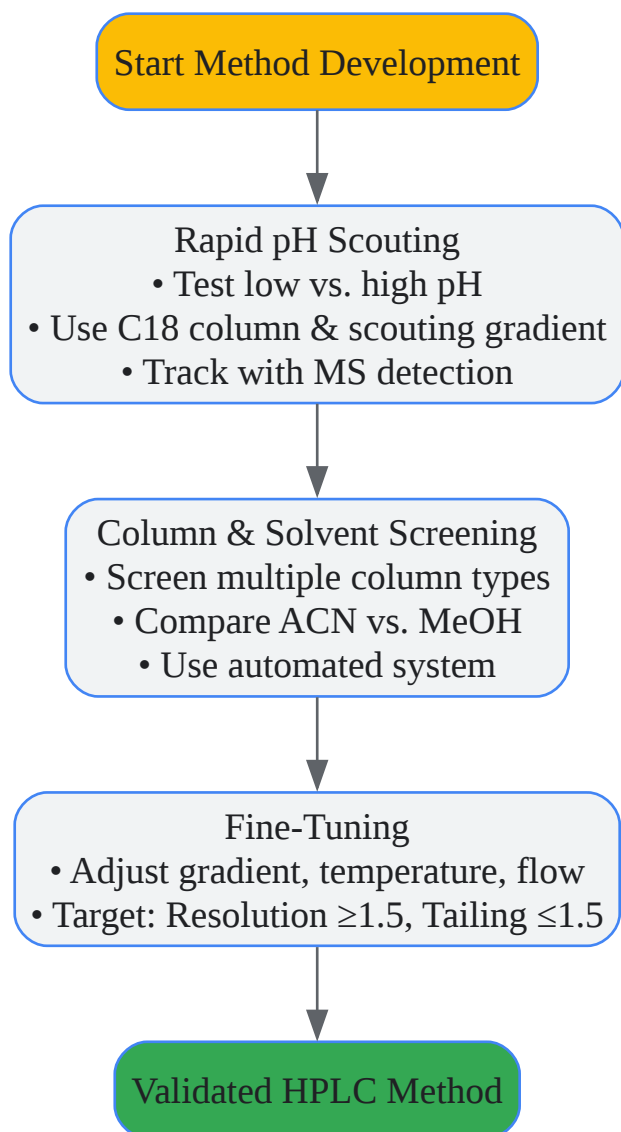 Start Method Development
Rapid pH Scouting
• Test low vs. high pH
• Use C18 column & scouting gradient
• Track with MS detection
Column & Solvent Screening
• Screen multiple column types
• Compare ACN vs. MeOH
• Use automated system
Fine-Tuning
• Adjust gradient, temperature, flow
• Target: Resolution ≥1.5, Tailing ≤1.5
Validated HPLC Method